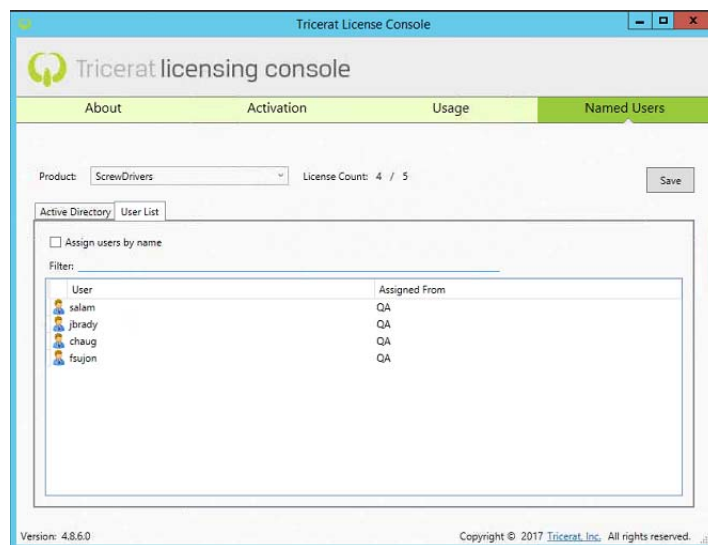 Tricerat License Console
Tricerat licensing console
About Activation Usage Named Users
Product: ScrewDrivers License Count: 4 / 5 Save
Active Directory User List
Assign users by name
Filter:
User Assigned From
salam QA
jbrady QA
chaug QA
fsujon QA
Version: 4.8.6.0 Copyright © 2017 Tricerat, Inc. All rights reserved.